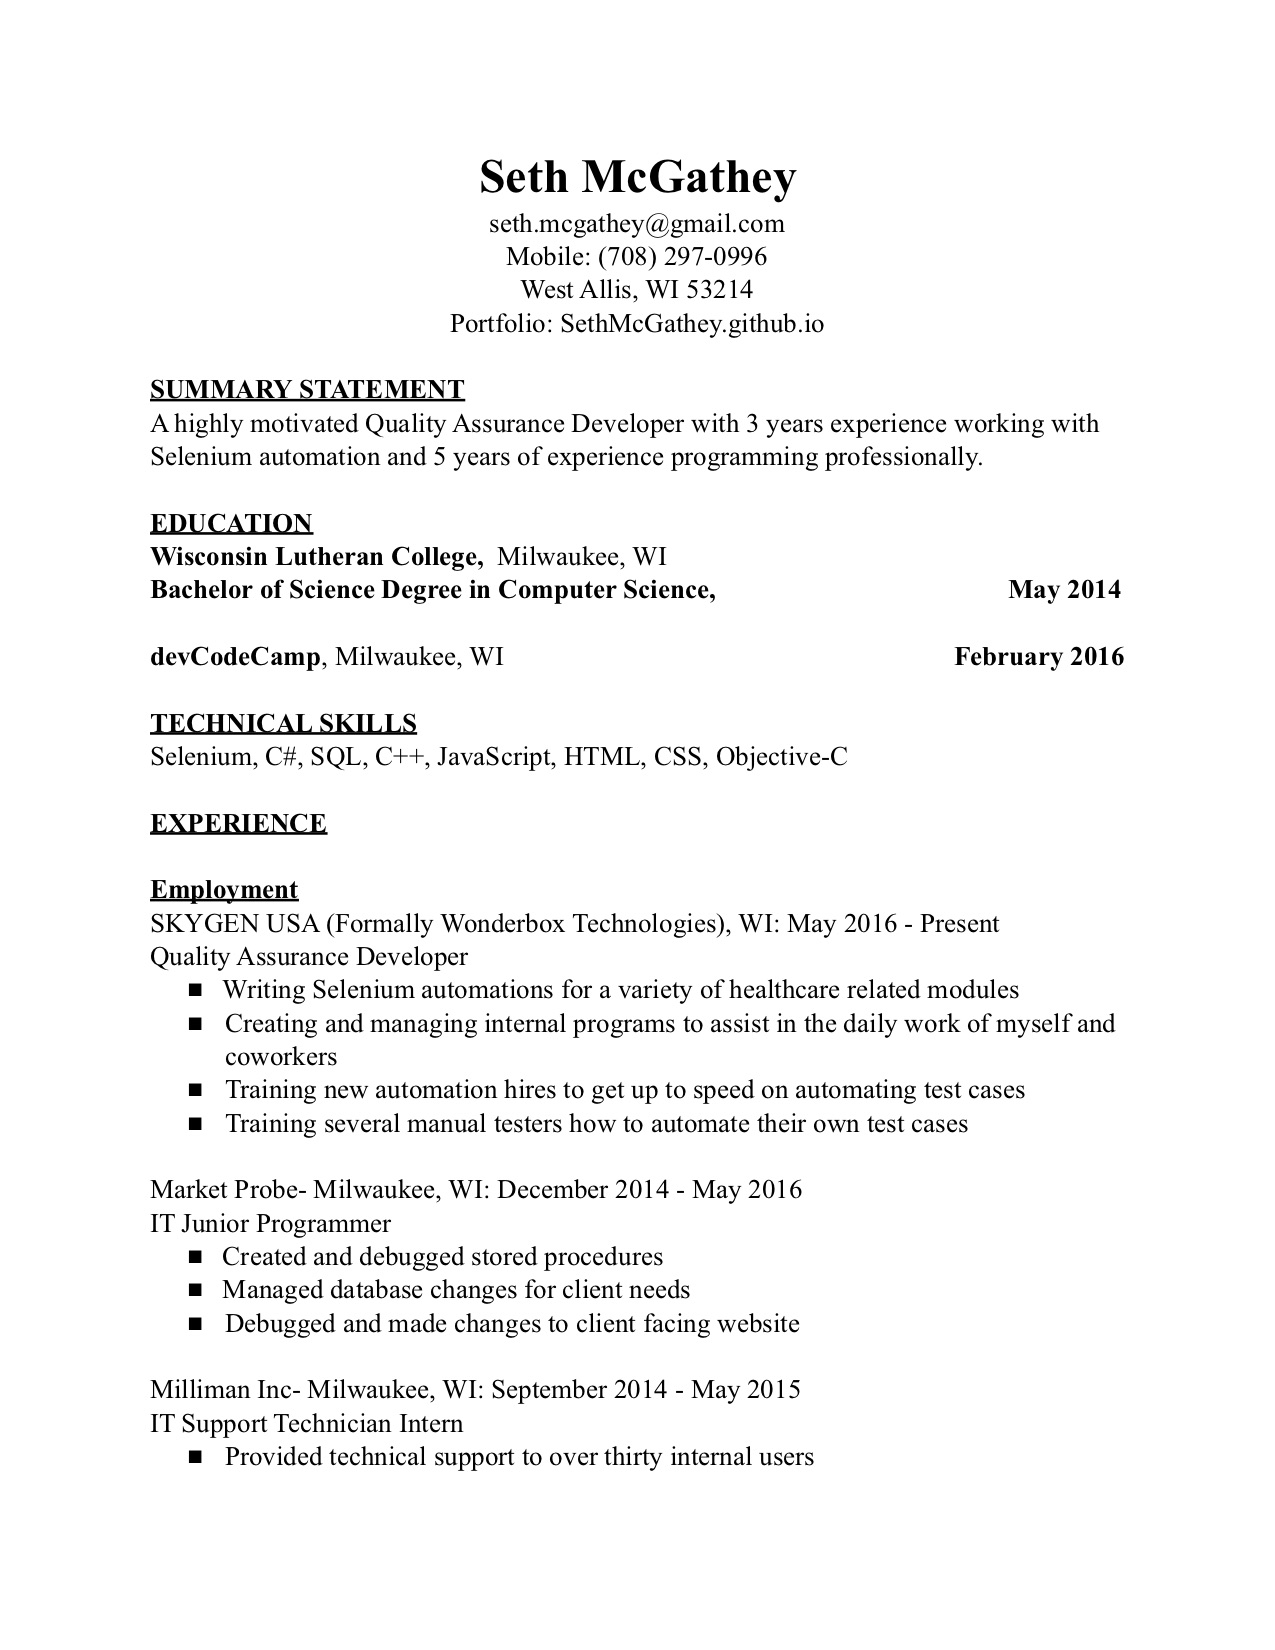 Seth McGathey
seth.mcgathey@gmail.com
Mobile: (708) 297-0996
West Allis, WI 53214
Portfolio: SethMcGathey.github.io
SUMMARY STATEMENT
A highly motivated Quality Assurance Developer with 3 years experience working with
Selenium automation and 5 years of experience programming professionally.
EDUCATION
Wisconsin Lutheran College,  Milwaukee, WI
Bachelor of Science Degree in Computer Science, May 2014
devCodeCamp, Milwaukee, WI February 2016
TECHNICAL SKILLS
Selenium, C#, SQL, C++, JavaScript, HTML, CSS, Objective-C
EXPERIENCE
Employment
SKYGEN USA (Formally Wonderbox Technologies), WI: May 2016 - Present
Quality Assurance Developer
■ Writing Selenium automations for a variety of healthcare related modules
■ Creating and managing internal programs to assist in the daily work of myself and
coworkers
■ Training new automation hires to get up to speed on automating test cases
■ Training several manual testers how to automate their own test cases
Market Probe- Milwaukee, WI: December 2014 - May 2016
IT Junior Programmer
■ Created and debugged stored procedures
■ Managed database changes for client needs
■ Debugged and made changes to client facing website
Milliman Inc- Milwaukee, WI: September 2014 - May 2015
IT Support Technician Intern
■ Provided technical support to over thirty internal users